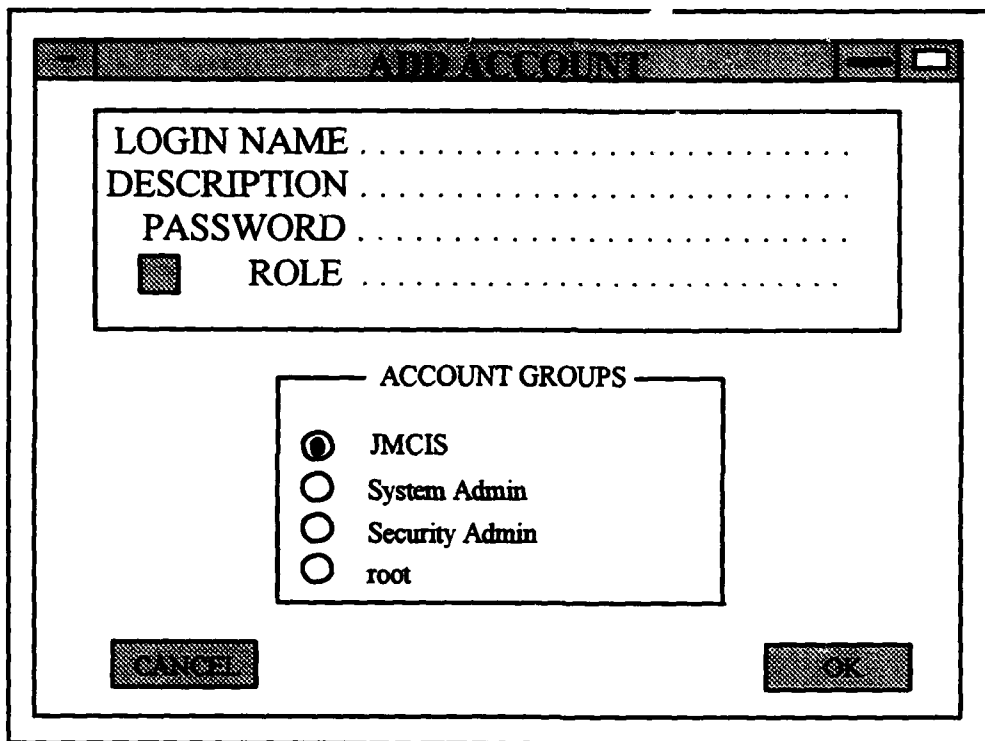 ADD ACCOUNT
LOGIN NAME . . . . . . . . . . . . . . . . . . . . . . . . . . .
DESCRIPTION . . . . . . . . . . . . . . . . . . . . . . . . . . .
PASSWORD . . . . . . . . . . . . . . . . . . . . . . . . . . .
ROLE . . . . . . . . . . . . . . . . . . . . . . . . . .
ACCOUNT GROUPS
JMCIS
System Admin
Security Admin
root
CANCEL
OK